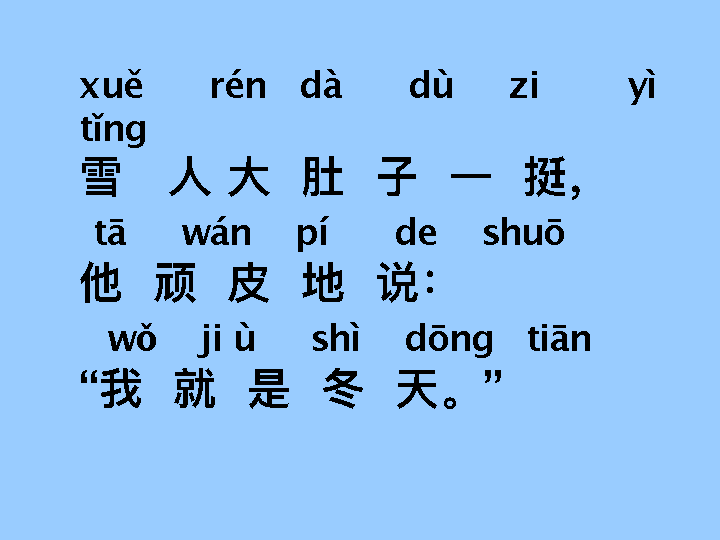 xuě rén dà dù zi yì
tǐng
雪 人 大 肚 子 一 挺，
tā wán pí de shuō
他 顽 皮 地 说：
wǒ ji ù shì dōng tiān
“我 就 是 冬 天。”